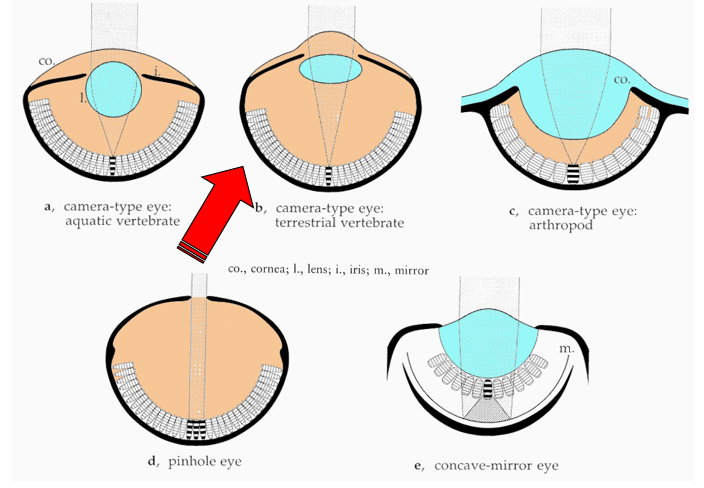 co.
i.
l.
co.
a, camera-type eye:
aquatic vertebrate
b, camera-type eye:
terrestrial vertebrate
c, camera-type eye:
arthropod
co., cornea; l., lens; i., iris; m., mirror
m.
d, pinhole eye
e, concave-mirror eye